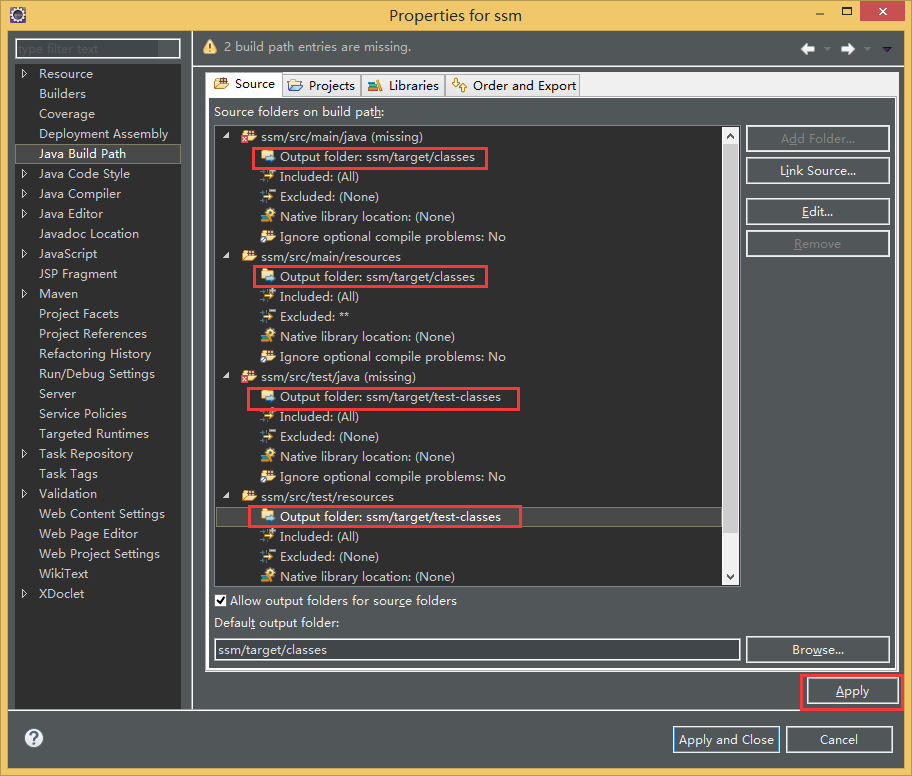 Properties for ssm
type filter text
Resource
Builders
Coverage
Deployment Assembly
Java Build Path
Java Code Style
Java Compiler
Java Editor
Javadoc Location
JavaScript
JSP Fragment
Maven
Project Facets
Project References
Refactoring History
Run/Debug Settings
Server
Service Policies
Targeted Runtimes
Task Repository
Task Tags
Validation
Web Content Settings
Web Page Editor
Web Project Settings
WikiText
XDoclet
2 build path entries are missing.
Source Projects Libraries Order and Export
Source folders on build path:
ssm/src/main/java (missing)
Output folder: ssm/target/classes
Included: (All)
Excluded: (None)
Native library location: (None)
Ignore optional compile problems: No
ssm/src/main/resources
Output folder: ssm/target/classes
Included: (All)
Excluded: **
Native library location: (None)
Ignore optional compile problems: No
ssm/src/test/java (missing)
Output folder: ssm/target/test-classes
Included: (All)
Excluded: (None)
Native library location: (None)
Ignore optional compile problems: No
ssm/src/test/resources
Output folder: ssm/target/test-classes
Included: (All)
Excluded: (None)
Native library location: (None)
Add Folder...
Link Source...
Edit...
Remove
Allow output folders for source folders
Default output folder:
ssm/target/classes
Browse...
Apply
Apply and Close
Cancel